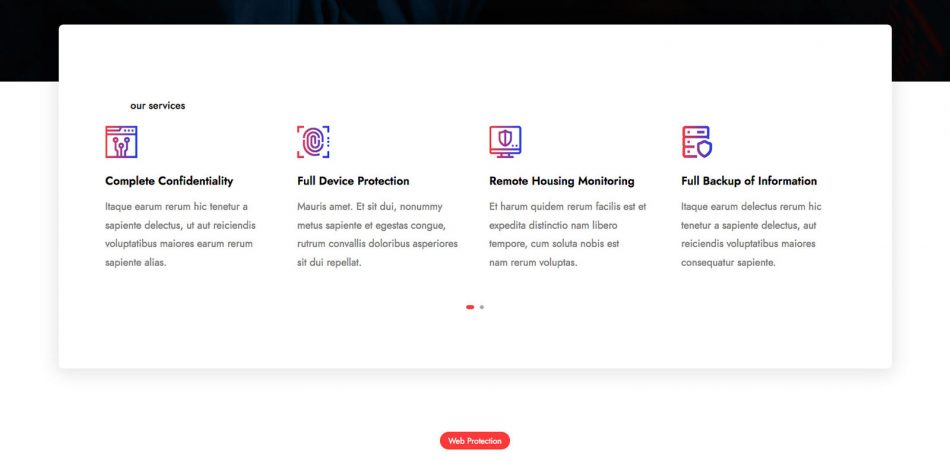 our services
Complete Confidentiality
Itaque earum rerum hic tenetur a
sapiente delectus, ut aut reiciendis
voluptatibus maiores earum rerum
sapiente alias.
Full Device Protection
Mauris amet. Et sit dui, nonummy
metus sapiente et egestas congue,
rutrum convallis doloribus asperiores
sit dui repellat.
Remote Housing Monitoring
Et harum quidem rerum facilis est et
expedita distinctio nam libero
tempore, cum soluta nobis est
nam rerum voluptas.
Full Backup of Information
Itaque earum delectus rerum hic
tenetur a sapiente delectus, aut
reiciendis voluptatibus maiores
consequatur sapiente.
Web Protection